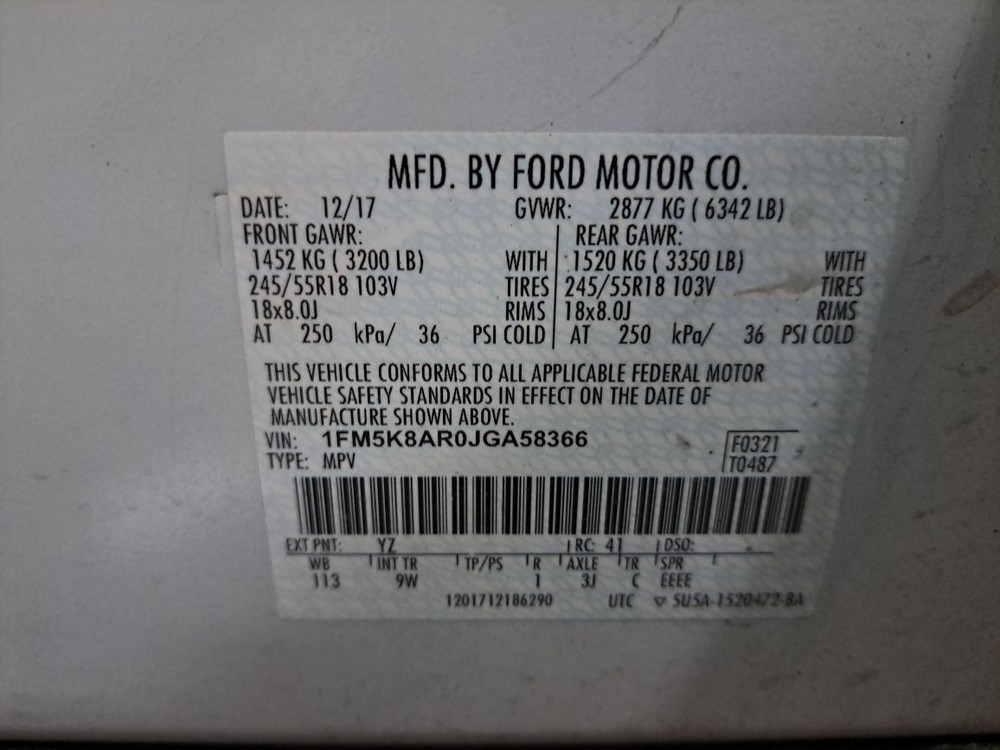 MFD. BY FORD MOTOR CO.
DATE: 12/17 GVWR: 2877 KG ( 6342 LB)
FRONT GAWR: REAR GAWR:
1452 KG ( 3200 LB) WITH 1520 KG ( 3350 LB) WITH
245/55R18 103V TIRES 245/55R18 103V TIRES
18x8.0J RIMS 18x8.0J RIMS
AT 250 kPa/ 36 PSI COLD AT 250 kPa/ 36 PSI COLD
THIS VEHICLE CONFORMS TO ALL APPLICABLE FEDERAL MOTOR
VEHICLE SAFETY STANDARDS IN EFFECT ON THE DATE OF
MANUFACTURE SHOWN ABOVE.
VIN: 1FM5K8AR0JGA58366 F0321
TYPE: MPV T0487
EXT PNT: YZ RC: 41 DSO:
WB INT TR TP/PS R AXLE TR SPR
113 9W 1 3J C EEEE
1201712186290 UTC ▽ 5U5A-1520472-BA